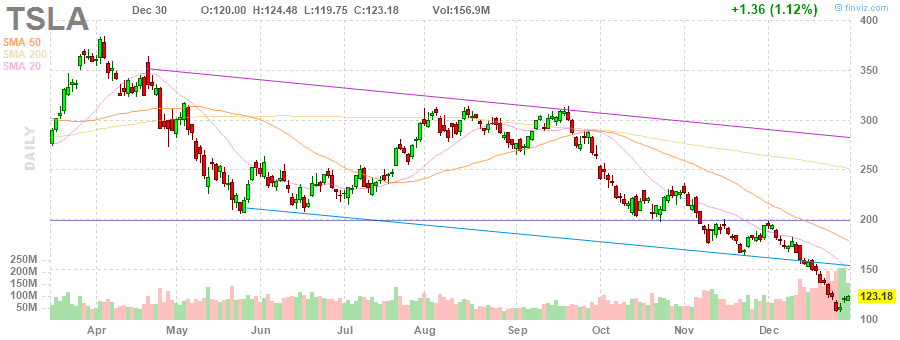 TSLA
Dec 30 O:120.00 H:124.48 L:119.75 C:123.18 Vol:156.9M +1.36 (1.12%) finviz.com
SMA 50
SMA 200
SMA 20
DAILY
400
350
300
250
200
150
123.18
100
250M
200M
150M
100M
50M
Apr May Jun Jul Aug Sep Oct Nov Dec